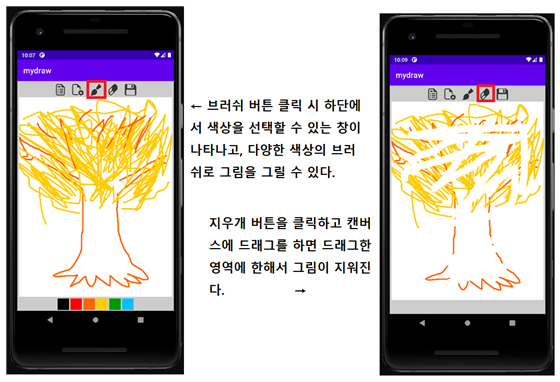 10:07
mydraw
← 브러쉬 버튼 클릭 시 하단에
서 색상을 선택할 수 있는 창이
나타나고, 다양한 색상의 브러
쉬로 그림을 그릴 수 있다.
10:09
mydraw
지우개 버튼을 클릭하고 캔버
스에 드래그를 하면 드래그한
영역에 한해서 그림이 지워진
다. →